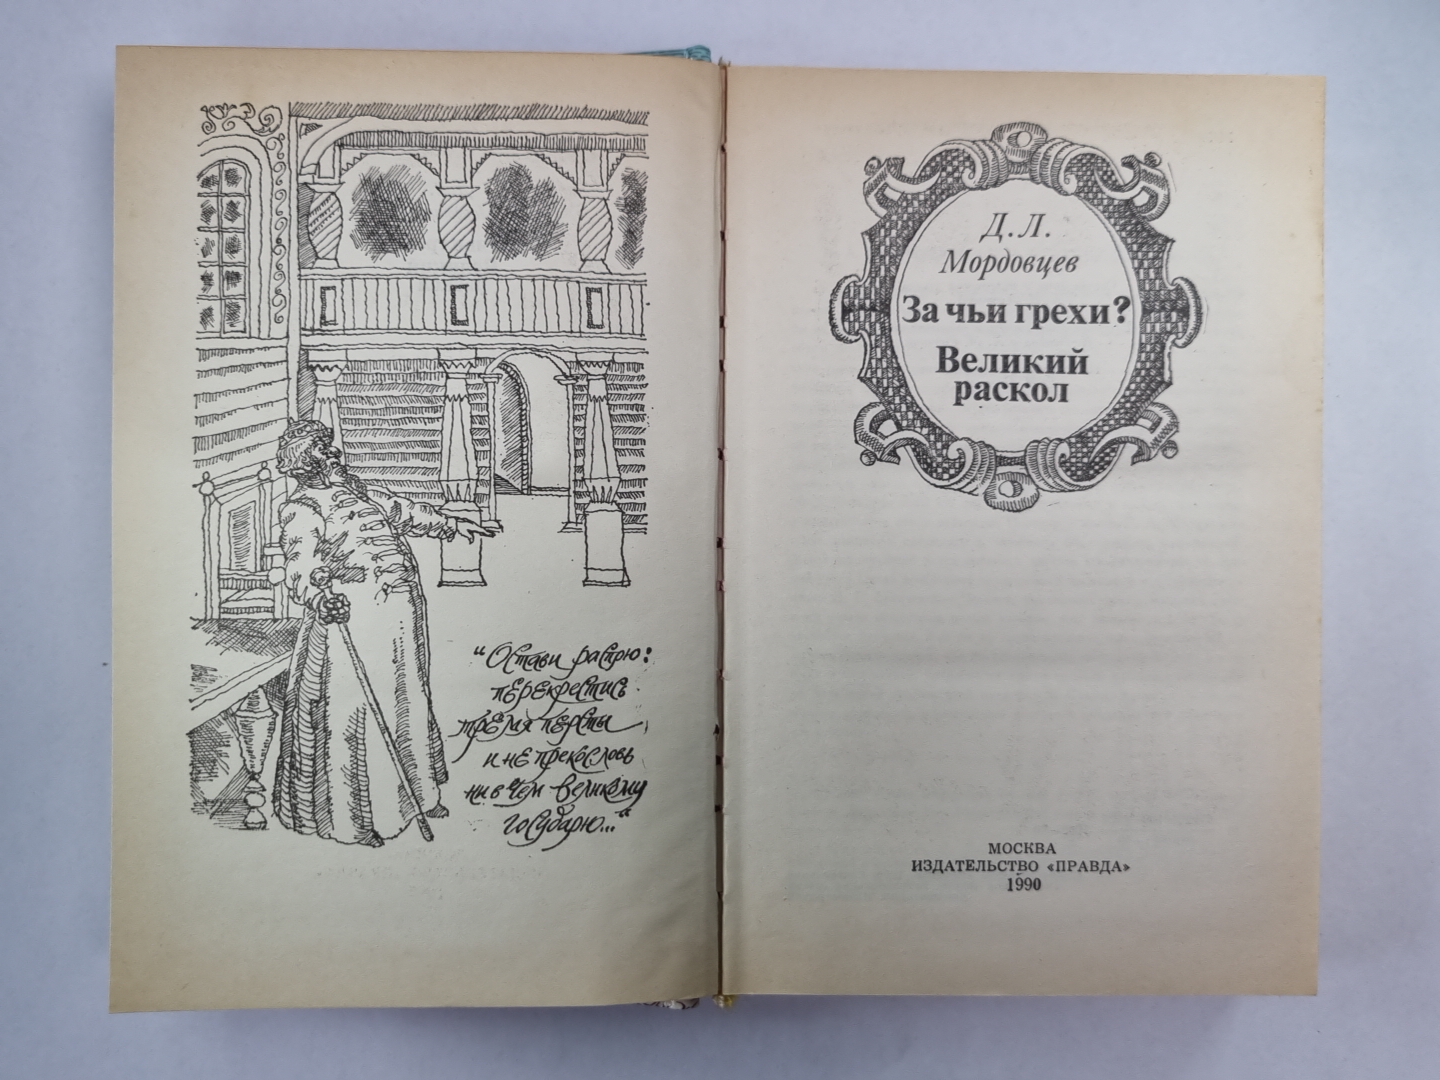 “Остави распрю:
перекрестись
тремя персты
и не прекословь
ни в чем великому
государю...“
Д. Л.
Мордовцев
За чьи грехи?
Великий
раскол
МОСКВА
ИЗДАТЕЛЬСТВО «ПРАВДА»
1990